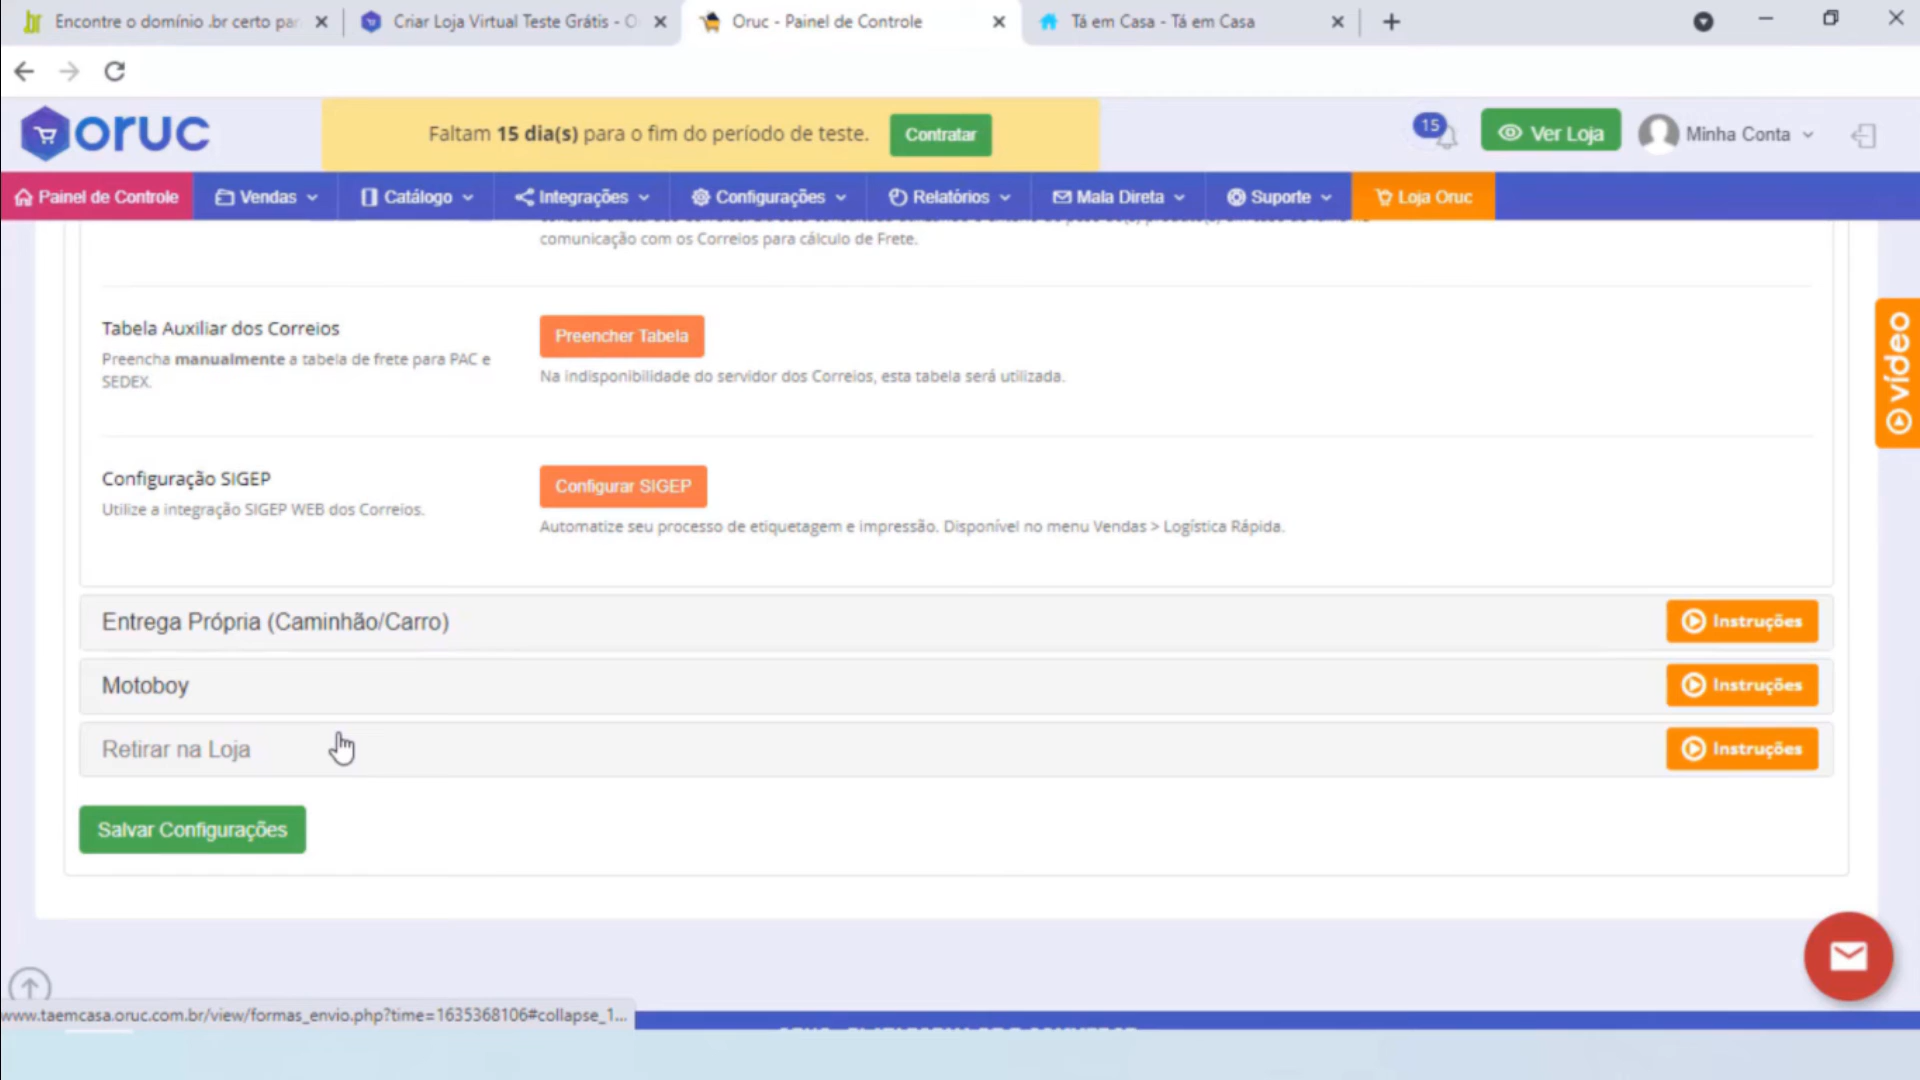 Encontre o domínio .br certo par
Criar Loja Virtual Teste Grátis - O
Oruc - Painel de Controle
Tá em Casa - Tá em Casa
oruc
Faltam 15 dia(s) para o fim do período de teste.
Contratar
15
Ver Loja
Minha Conta
Painel de Controle
Vendas
Catálogo
Integrações
Configurações
Relatórios
Mala Direta
Suporte
Loja Oruc
comunicação com os Correios para cálculo de Frete.
Tabela Auxiliar dos Correios
Preencha manualmente a tabela de frete para PAC e
SEDEX.
Preencher Tabela
Na indisponibilidade do servidor dos Correios, esta tabela será utilizada.
Configuração SIGEP
Utilize a integração SIGEP WEB dos Correios.
Configurar SIGEP
Automatize seu processo de etiquetagem e impressão. Disponível no menu Vendas > Logística Rápida.
vídeo
Entrega Própria (Caminhão/Carro)
Instruções
Motoboy
Instruções
Retirar na Loja
Instruções
Salvar Configurações
www.taemcasa.oruc.com.br/view/formas_envio.php?time=1635368106#collapse_1...